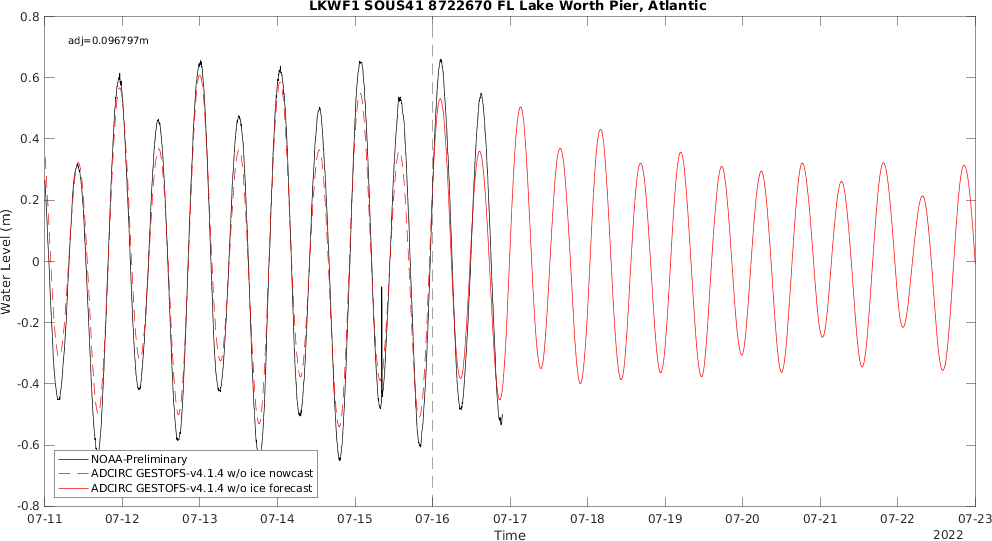 LKWF1 SOUS41 8722670 FL Lake Worth Pier, Atlantic
adj=0.096797m
0.8
0.6
0.4
0.2
0
-0.2
-0.4
-0.6
-0.8
Water Level (m)
NOAA-Preliminary
ADCIRC GESTOFS-v4.1.4 w/o ice nowcast
ADCIRC GESTOFS-v4.1.4 w/o ice forecast
07-11 07-12 07-13 07-14 07-15 07-16 07-17 07-18 07-19 07-20 07-21 07-22 07-23
Time
2022